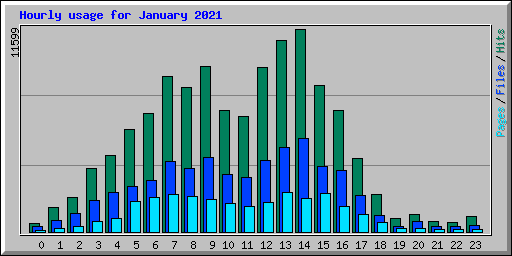 Hourly usage for January 2021
11599
Pages/Files/Hits
0 1 2 3 4 5 6 7 8 9 10 11 12 13 14 15 16 17 18 19 20 21 22 23